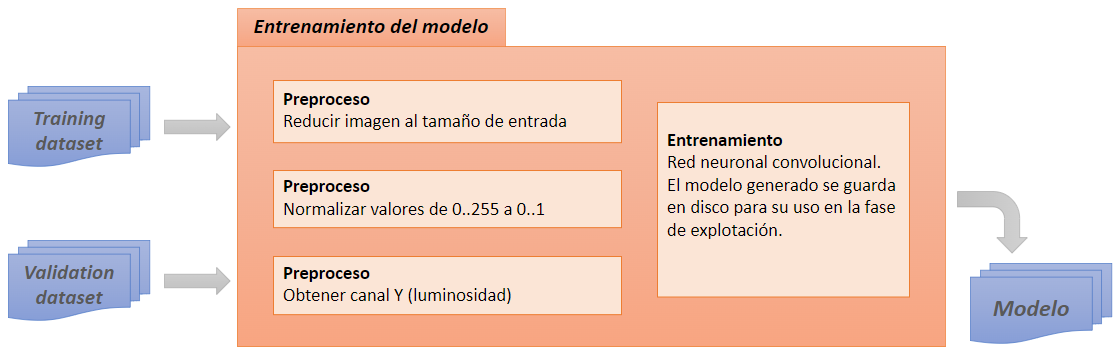 Entrenamiento del modelo
Training
dataset
Validation
dataset
Preproceso
Reducir imagen al tamaño de entrada
Preproceso
Normalizar valores de 0..255 a 0..1
Preproceso
Obtener canal Y (luminosidad)
Entrenamiento
Red neuronal convolucional.
El modelo generado se guarda
en disco para su uso en la fase
de explotación.
Modelo